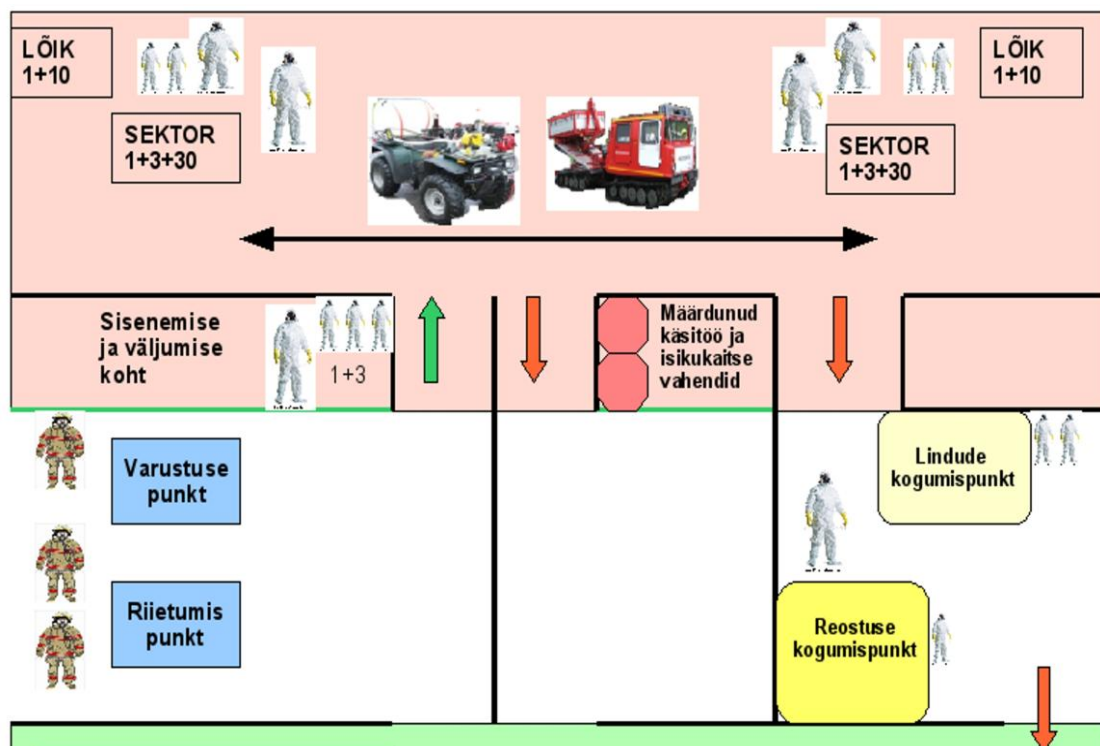 LÕIK
1+10
SEKTOR
1+3+30
LÕIK
1+10
SEKTOR
1+3+30
Sisenemise
ja väljumise
koht
1+3
Määrdunud
käsitöö ja
isikukaitse
vahendid
Varustuse
punkt
Lindude
kogumispunkt
Riietumis
punkt
Reostuse
kogumispunkt